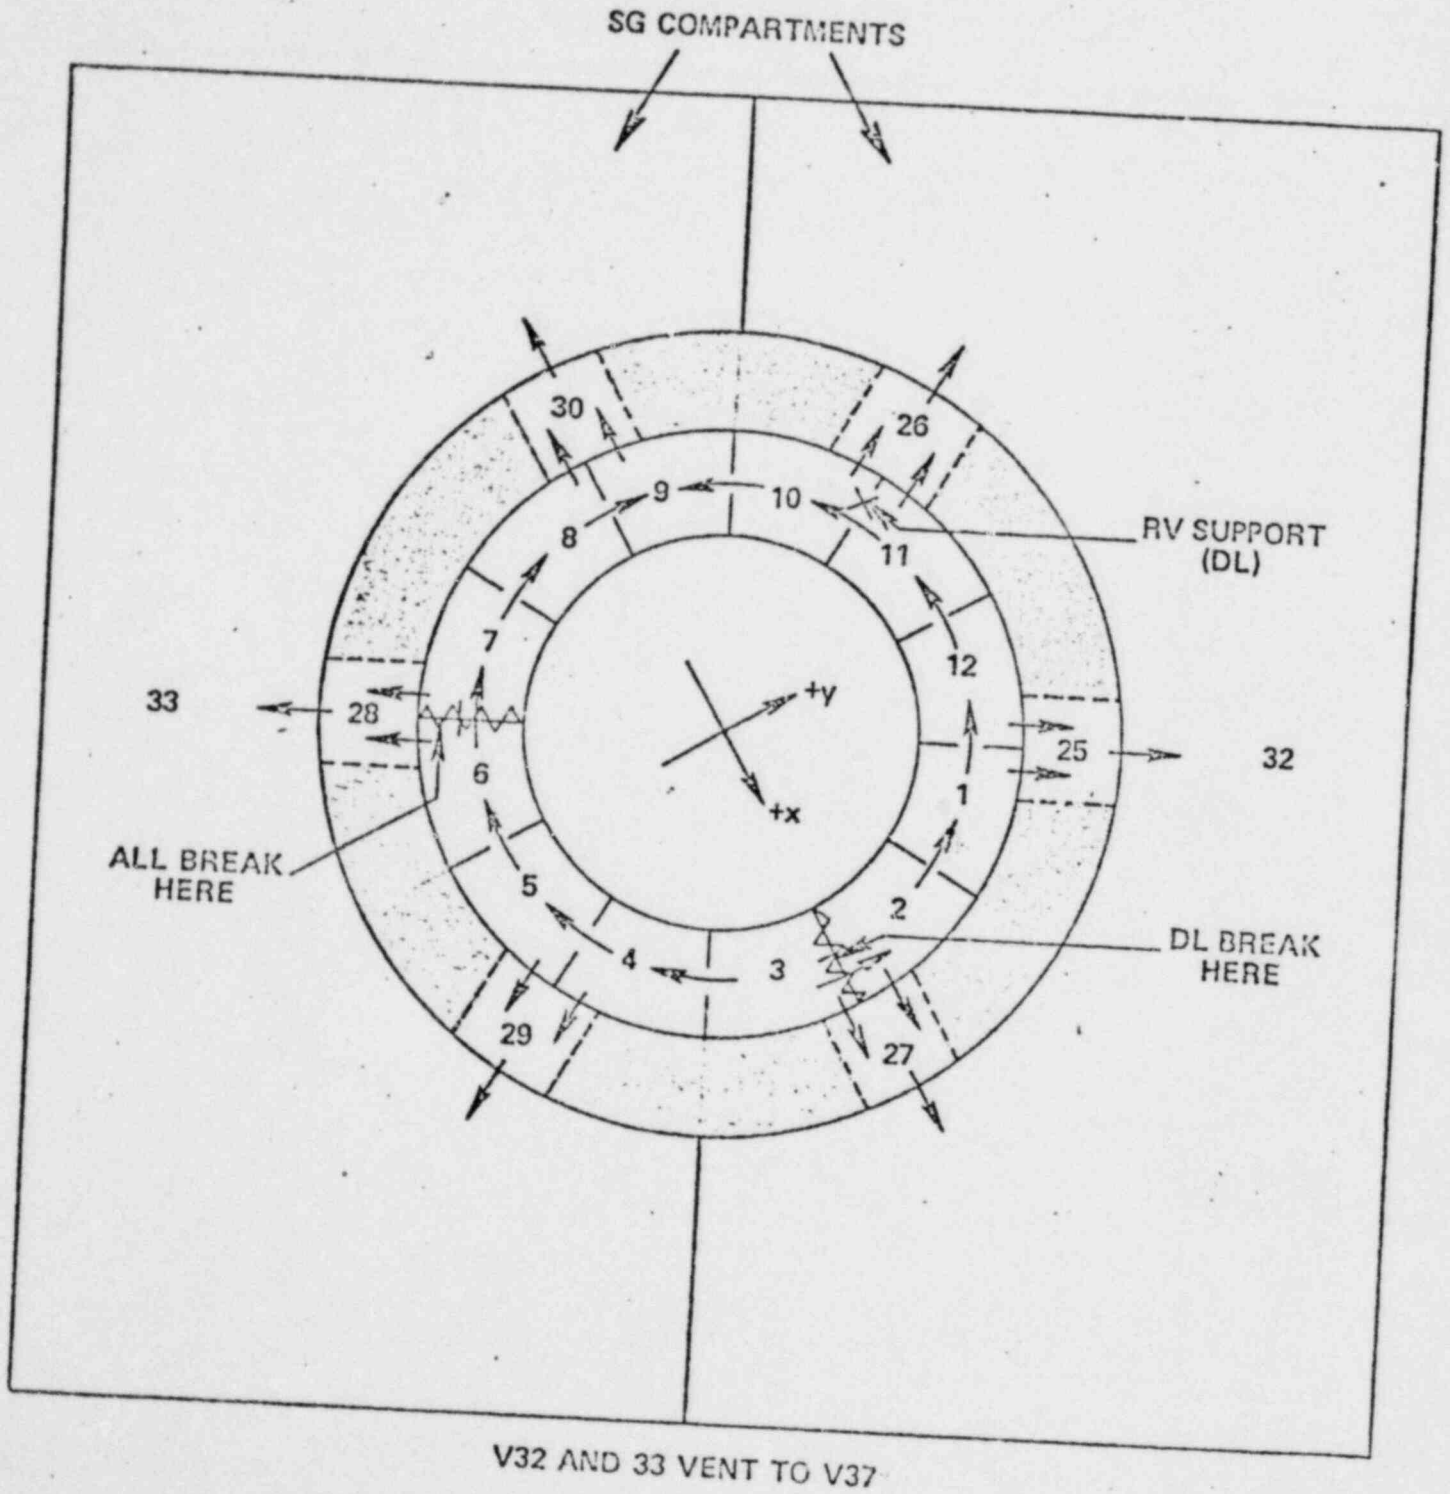 SG COMPARTMENTS
30
26
9
10
8
11
RV SUPPORT
(DL)
7
12
+y
33
28
25
32
6
+x
1
ALL BREAK
HERE
5
2
4
3
DL BREAK
HERE
29
27
V32 AND 33 VENT TO V37